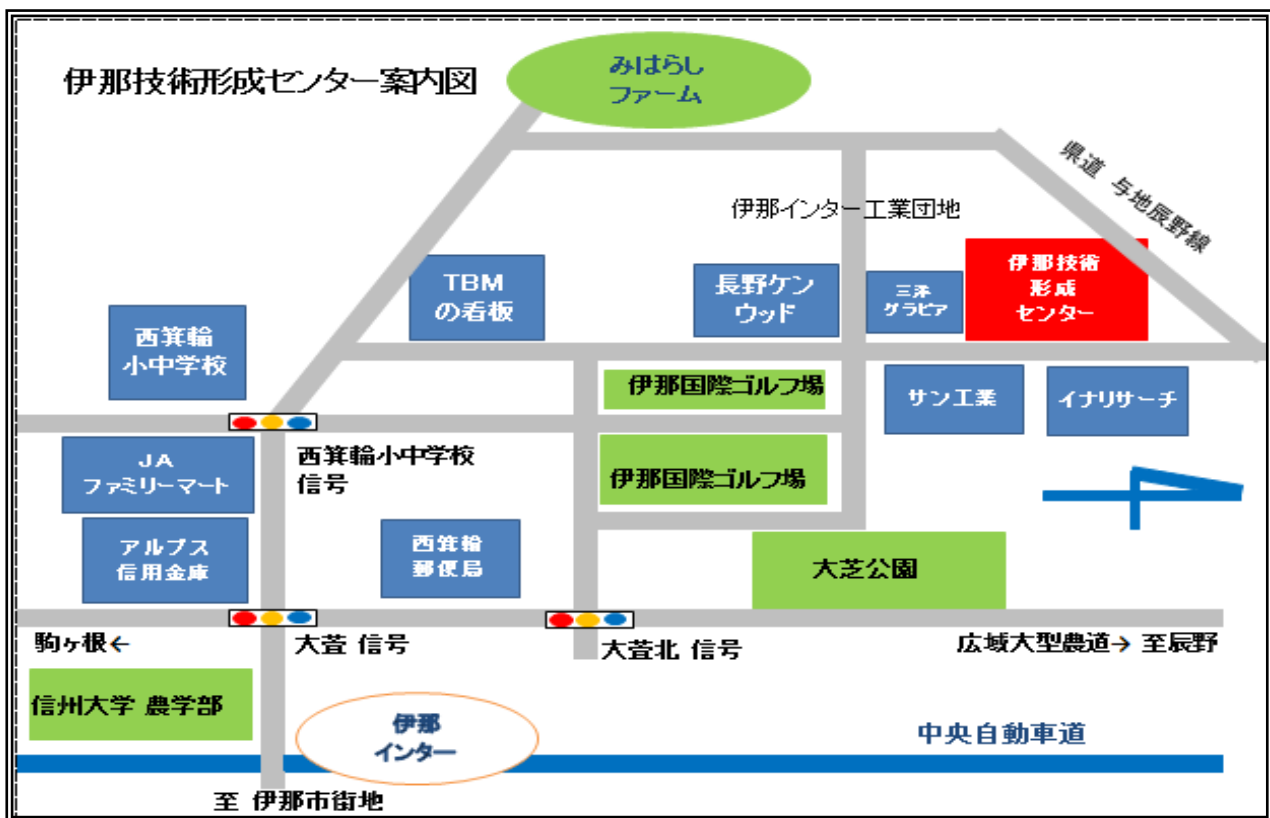 伊那技術形成センター案内図
みはらし
ファーム
県道 与地辰野線
伊那インター工業団地
TBM
の看板
長野ケン
ウッド
三洋
グラビア
伊那技術
形成
センター
西箕輪
小中学校
伊那国際ゴルフ場
サン工業
イナリサーチ
JA
ファミリーマート
西箕輪小中学校
信号
伊那国際ゴルフ場
アルプス
信用金庫
西箕輪
郵便局
大芝公園
駒ヶ根←
大萓 信号
大萓北 信号
広域大型農道→ 至辰野
信州大学 農学部
伊那
インター
中央自動車道
至 伊那市街地